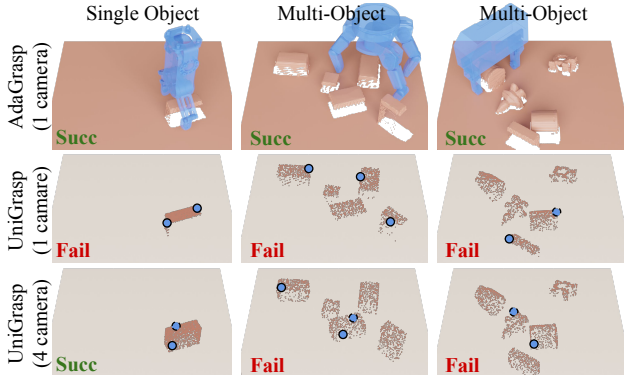 Single Object Multi-Object Multi-Object
AdaGrasp
(1 camera)
Succ Succ Succ
UniGrasp
(1 camare)
Fail Fail Fail
UniGrasp
(4 camera)
Succ Fail Fail